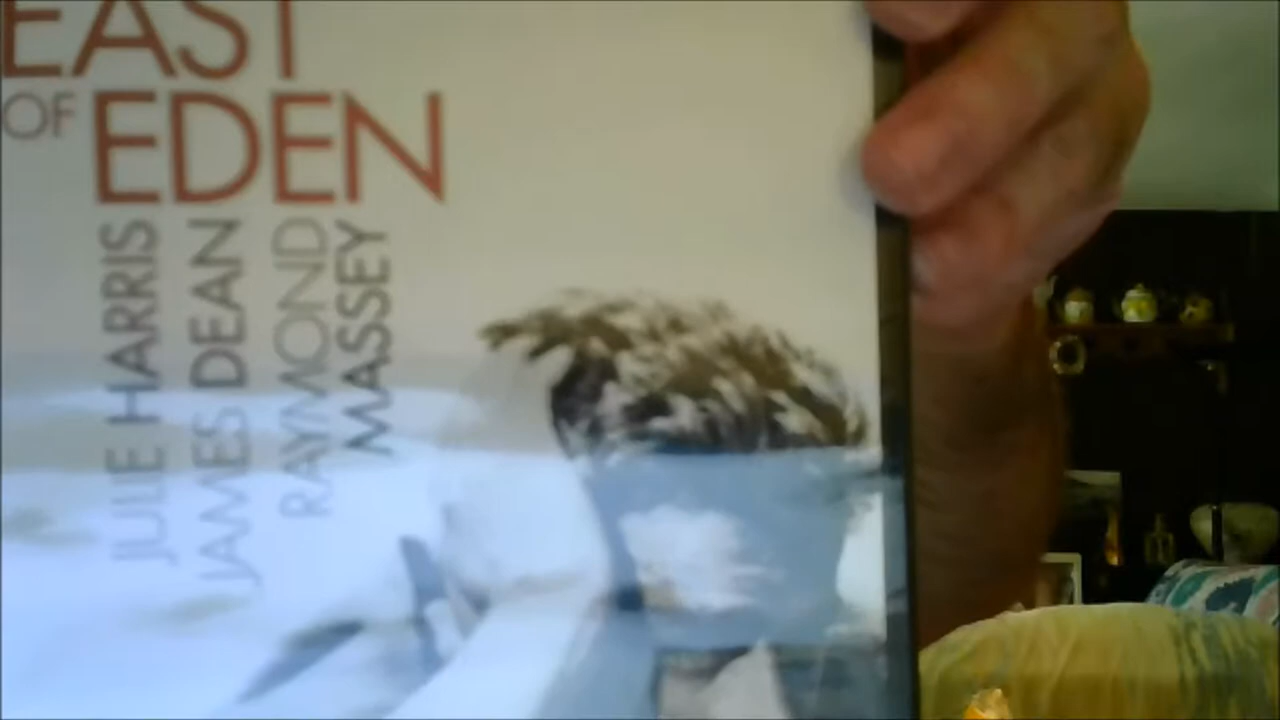 EAST
OF EDEN
JULIE HARRIS
JAMES DEAN
RAYMOND
MASSEY